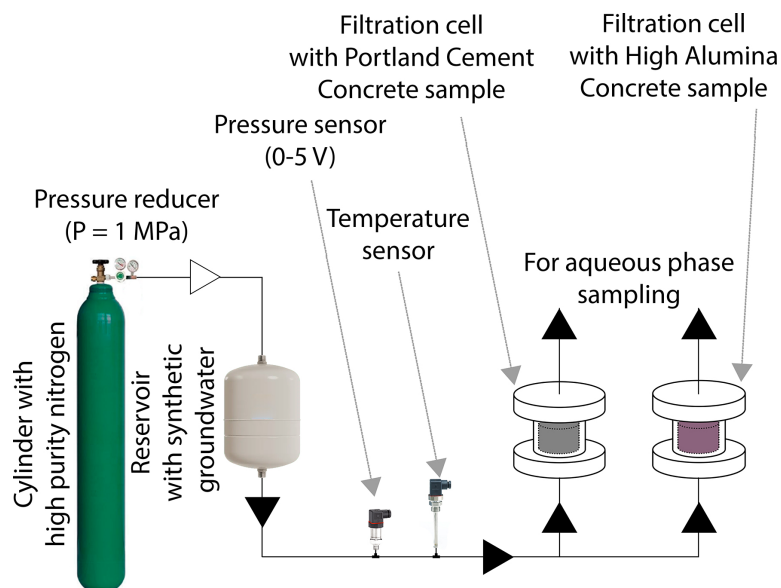 Filtration cell
with Portland Cement
Concrete sample
Filtration cell
with High Alumina
Concrete sample
Pressure sensor
(0-5 V)
Pressure reducer
(P = 1 MPa)
Temperature
sensor
For aqueous phase
sampling
Cylinder with
high purity nitrogen
Reservoir
with synthetic
groundwater